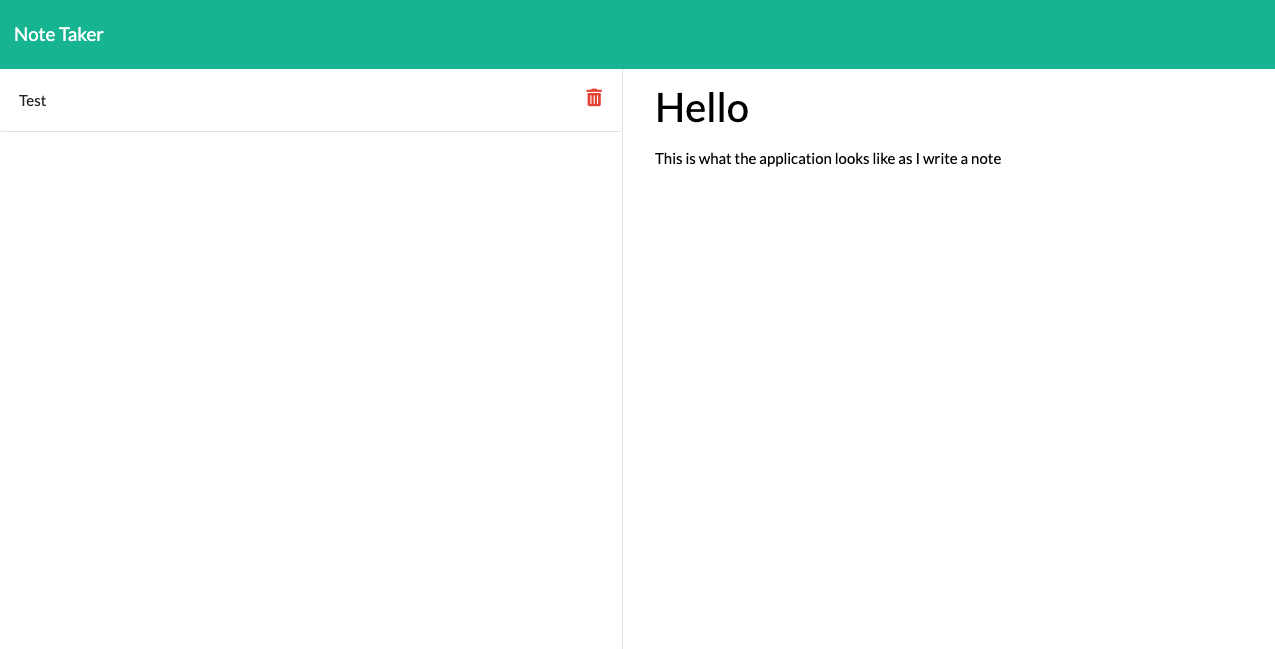 Note Taker
Test
Hello
This is what the application looks like as I write a note